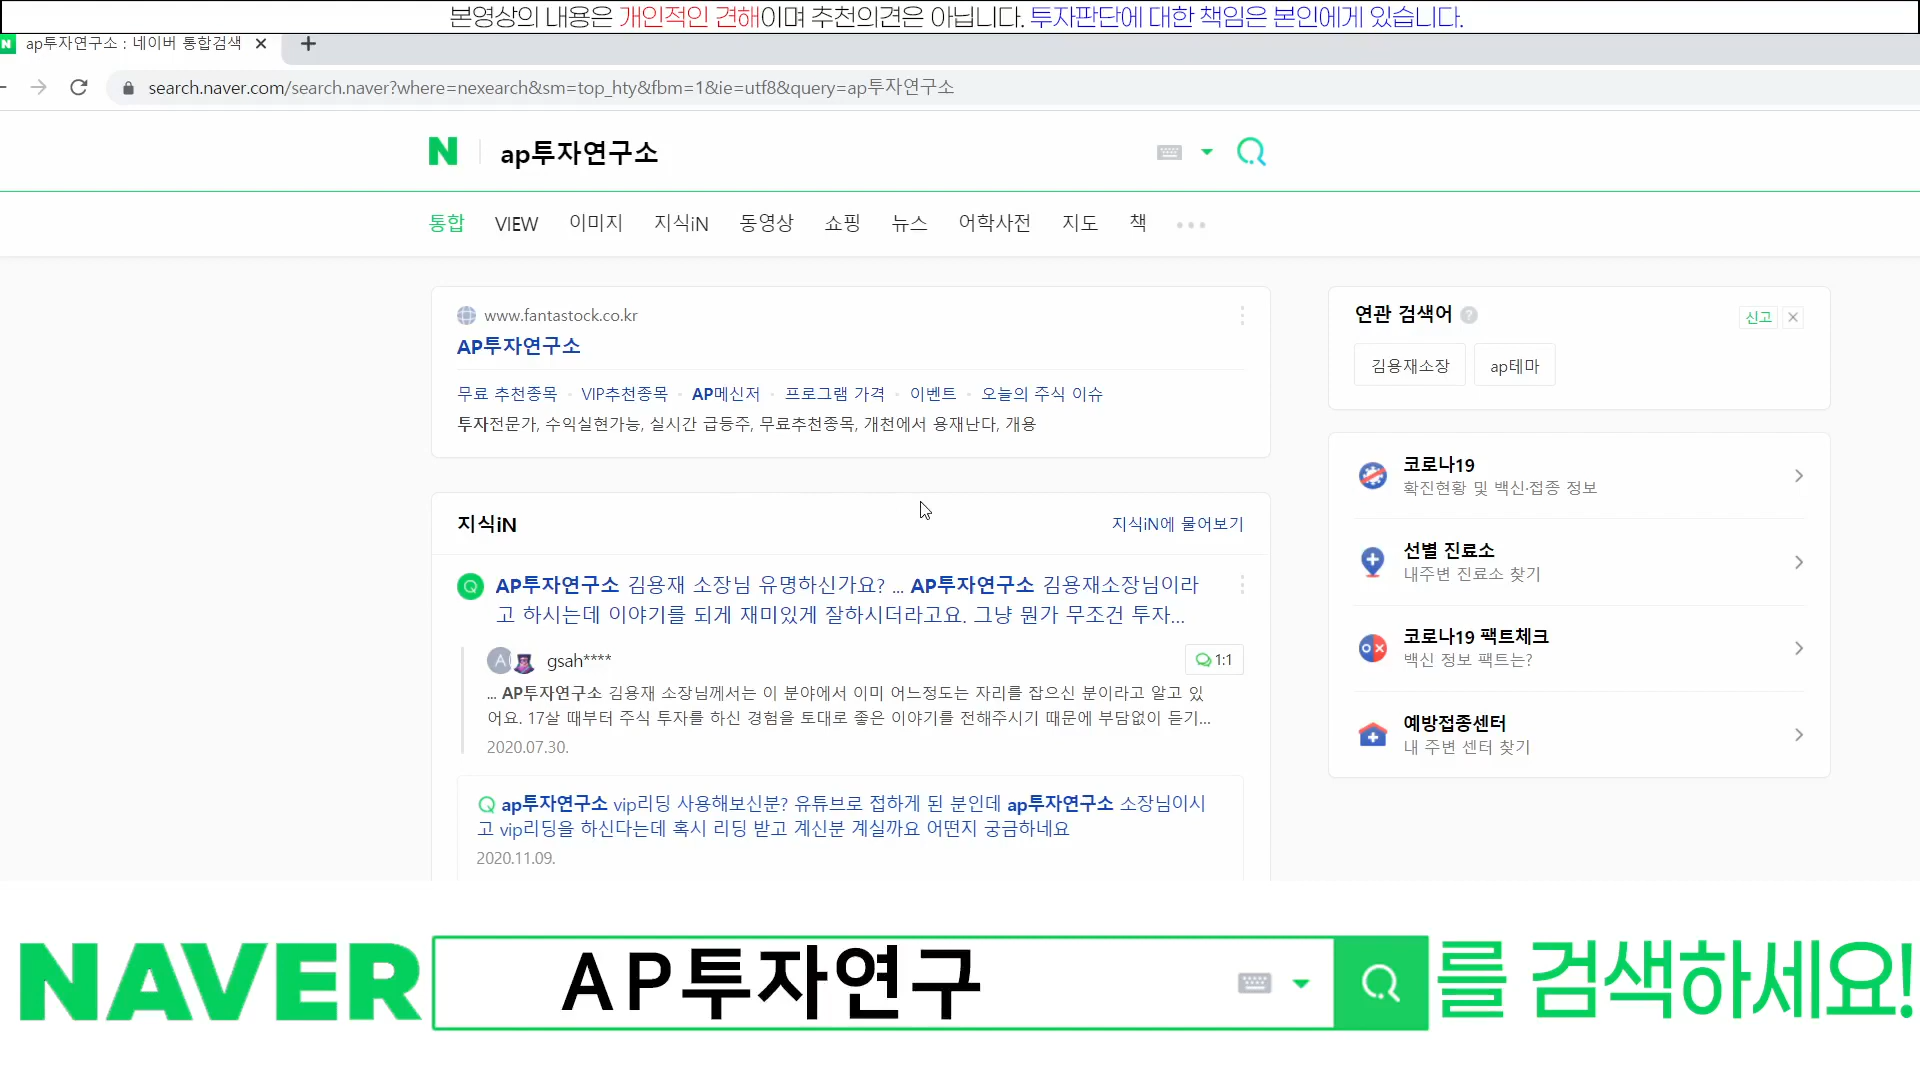 본영상의 내용은 개인적인 견해이며 추천의견은 아닙니다. 투자판단에 대한 책임은 본인에게 있습니다.
ap투자연구소 : 네이버 통합검색
search.naver.com/search.naver?where=nexearch&sm=top_hty&fbm=1&ie=utf8&query=ap투자연구소
N ap투자연구소
통합 VIEW 이미지 지식iN 동영상 쇼핑 뉴스 어학사전 지도 책
www.fantastock.co.kr
AP투자연구소
무료 추천종목 · VIP추천종목 · AP메신저 · 프로그램 가격 · 이벤트 · 오늘의 주식 이슈
투자전문가, 수익실현가능, 실시간 급등주, 무료추천종목, 개천에서 용재난다, 개용
지식iN 지식iN에 물어보기
Q AP투자연구소 김용재 소장님 유명하신가요? ... AP투자연구소 김용재소장님이라
고 하시는데 이야기를 되게 재미있게 잘하시더라고요. 그냥 뭔가 무조건 투자...
A gsah**** 1:1
... AP투자연구소 김용재 소장님께서는 이 분야에서 이미 어느정도는 자리를 잡으신 분이라고 알고 있
어요. 17살 때부터 주식 투자를 하신 경험을 토대로 좋은 이야기를 전해주시기 때문에 부담없이 듣기...
2020.07.30.
Q ap투자연구소 vip리딩 사용해보신분? 유튜브로 접하게 된 분인데 ap투자연구소 소장님이시
고 vip리딩을 하신다는데 혹시 리딩 받고 계신분 계실까요 어떤지 궁금하네요
2020.11.09.
연관 검색어 ? 신고
김용재소장 ap테마
코로나19
확진현황 및 백신·접종 정보
선별 진료소
내주변 진료소 찾기
코로나19 팩트체크
백신 정보 팩트는?
예방접종센터
내 주변 센터 찾기
NAVER AP투자연구 를 검색하세요!